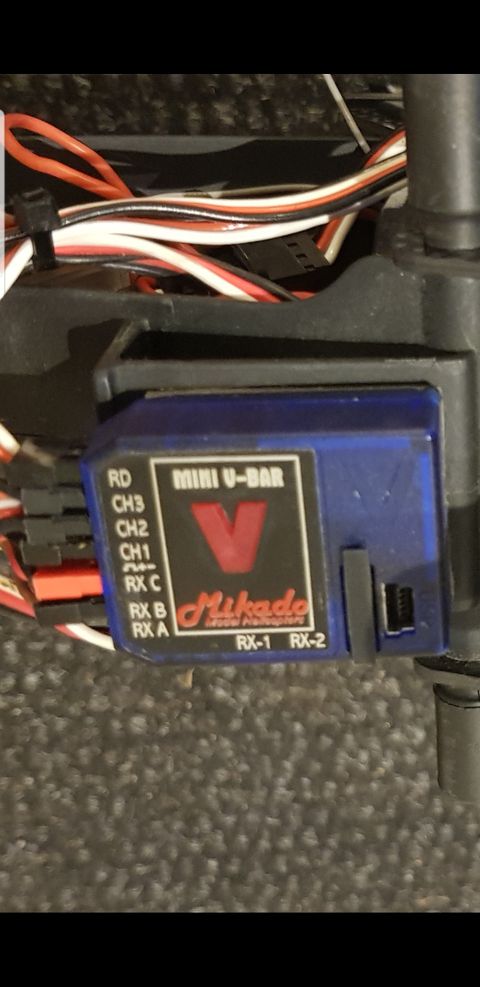 RD
CH3
CH2
CH1
RX C
RX B
RX A
MINI V-BAR
V
Mikado
Model Helicopters
RX-1 RX-2